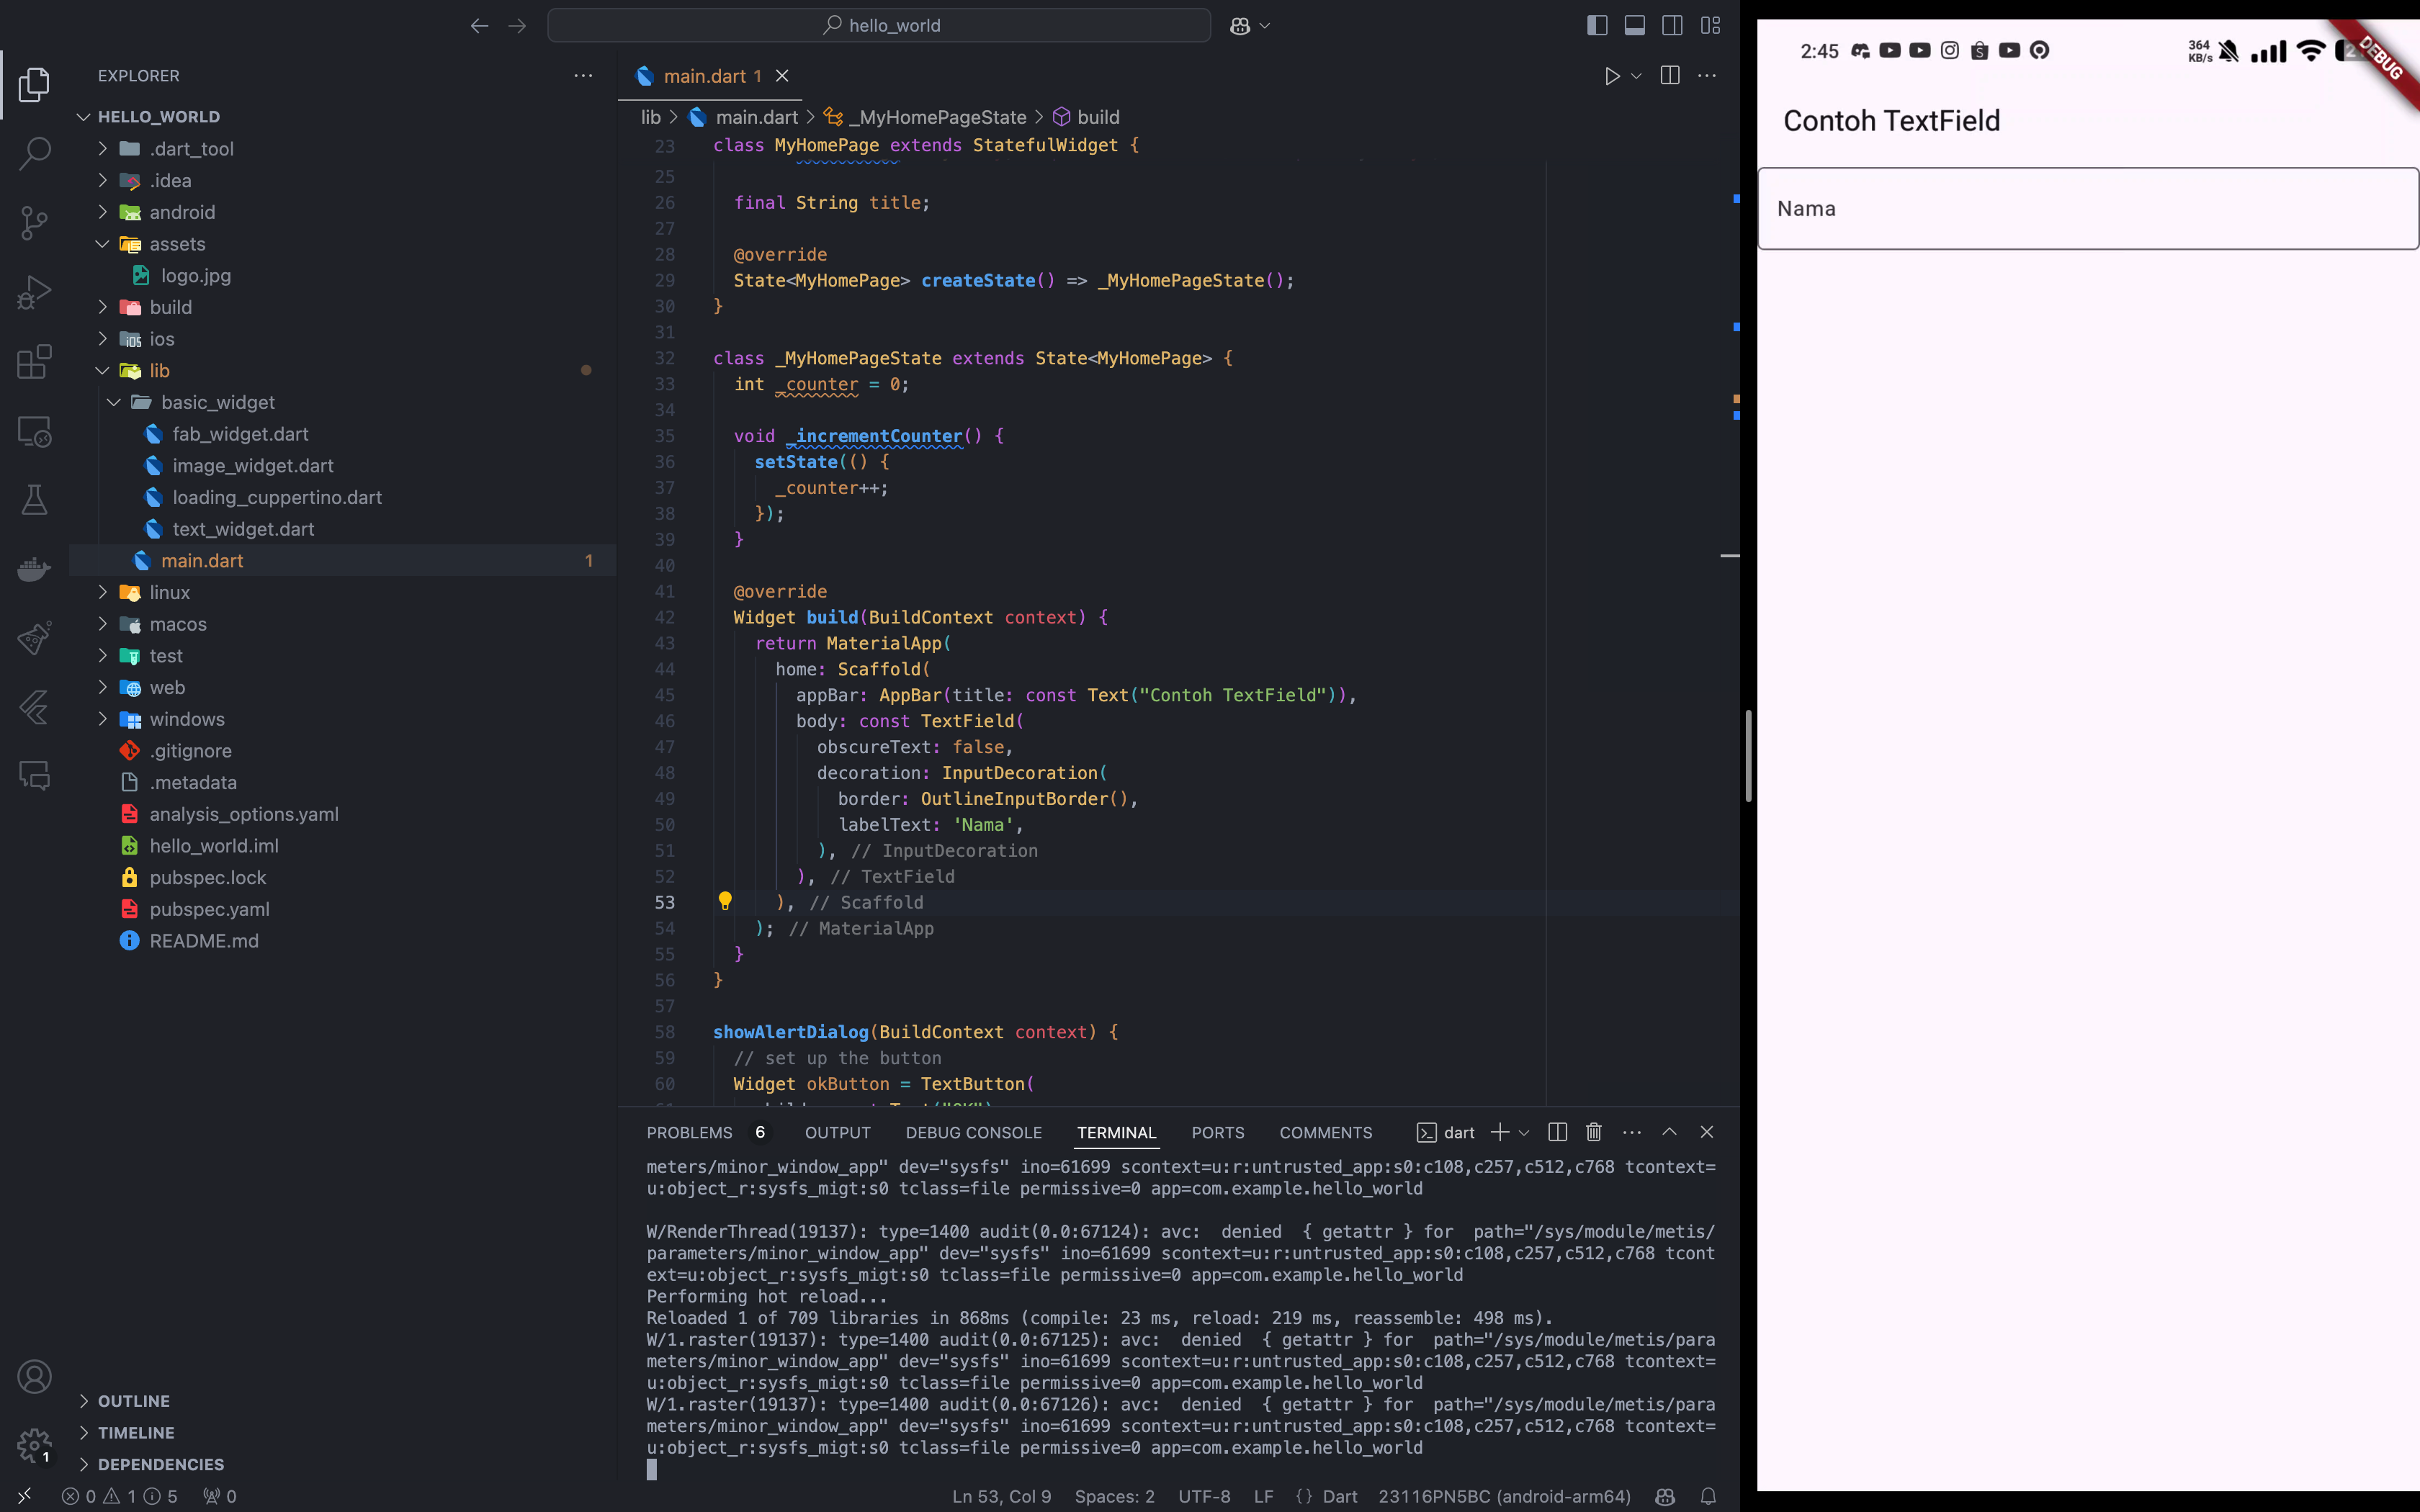 hello_world
EXPLORER
HELLO_WORLD
.dart_tool
.idea
android
assets
logo.jpg
build
ios
lib
basic_widget
fab_widget.dart
image_widget.dart
loading_cuppertino.dart
text_widget.dart
main.dart 1
linux
macos
test
web
windows
.gitignore
.metadata
analysis_options.yaml
hello_world.iml
pubspec.lock
pubspec.yaml
README.md
OUTLINE
TIMELINE
DEPENDENCIES
main.dart 1
lib > main.dart > _MyHomePageState > build
23 class MyHomePage extends StatefulWidget {
25
26 final String title;
27
28 @override
29 State<MyHomePage> createState() => _MyHomePageState();
30 }
31
32 class _MyHomePageState extends State<MyHomePage> {
33 int _counter = 0;
34
35 void _incrementCounter() {
36 setState(() {
37 _counter++;
38 });
39 }
40
41 @override
42 Widget build(BuildContext context) {
43 return MaterialApp(
44 home: Scaffold(
45 appBar: AppBar(title: const Text("Contoh TextField")),
46 body: const TextField(
47 obscureText: false,
48 decoration: InputDecoration(
49 border: OutlineInputBorder(),
50 labelText: 'Nama',
51 ), // InputDecoration
52 ), // TextField
53 ), // Scaffold
54 ); // MaterialApp
55 }
56 }
57
58 showAlertDialog(BuildContext context) {
59 // set up the button
60 Widget okButton = TextButton(
PROBLEMS 6 OUTPUT DEBUG CONSOLE TERMINAL PORTS COMMENTS dart
meters/minor_window_app" dev="sysfs" ino=61699 scontext=u:r:untrusted_app:s0:c108,c257,c512,c768 tcontext=
u:object_r:sysfs_migt:s0 tclass=file permissive=0 app=com.example.hello_world
W/RenderThread(19137): type=1400 audit(0.0:67124): avc:  denied  { getattr } for  path="/sys/module/metis/
parameters/minor_window_app" dev="sysfs" ino=61699 scontext=u:r:untrusted_app:s0:c108,c257,c512,c768 tcont
ext=u:object_r:sysfs_migt:s0 tclass=file permissive=0 app=com.example.hello_world
Performing hot reload...
Reloaded 1 of 709 libraries in 868ms (compile: 23 ms, reload: 219 ms, reassemble: 498 ms).
W/1.raster(19137): type=1400 audit(0.0:67125): avc:  denied  { getattr } for  path="/sys/module/metis/para
meters/minor_window_app" dev="sysfs" ino=61699 scontext=u:r:untrusted_app:s0:c108,c257,c512,c768 tcontext=
u:object_r:sysfs_migt:s0 tclass=file permissive=0 app=com.example.hello_world
W/1.raster(19137): type=1400 audit(0.0:67126): avc:  denied  { getattr } for  path="/sys/module/metis/para
meters/minor_window_app" dev="sysfs" ino=61699 scontext=u:r:untrusted_app:s0:c108,c257,c512,c768 tcontext=
u:object_r:sysfs_migt:s0 tclass=file permissive=0 app=com.example.hello_world
1
0 1 5 0
Ln 53, Col 9 Spaces: 2 UTF-8 LF {} Dart 23116PN5BC (android-arm64)
2:45
364
KB/s
DEBUG
Contoh TextField
Nama